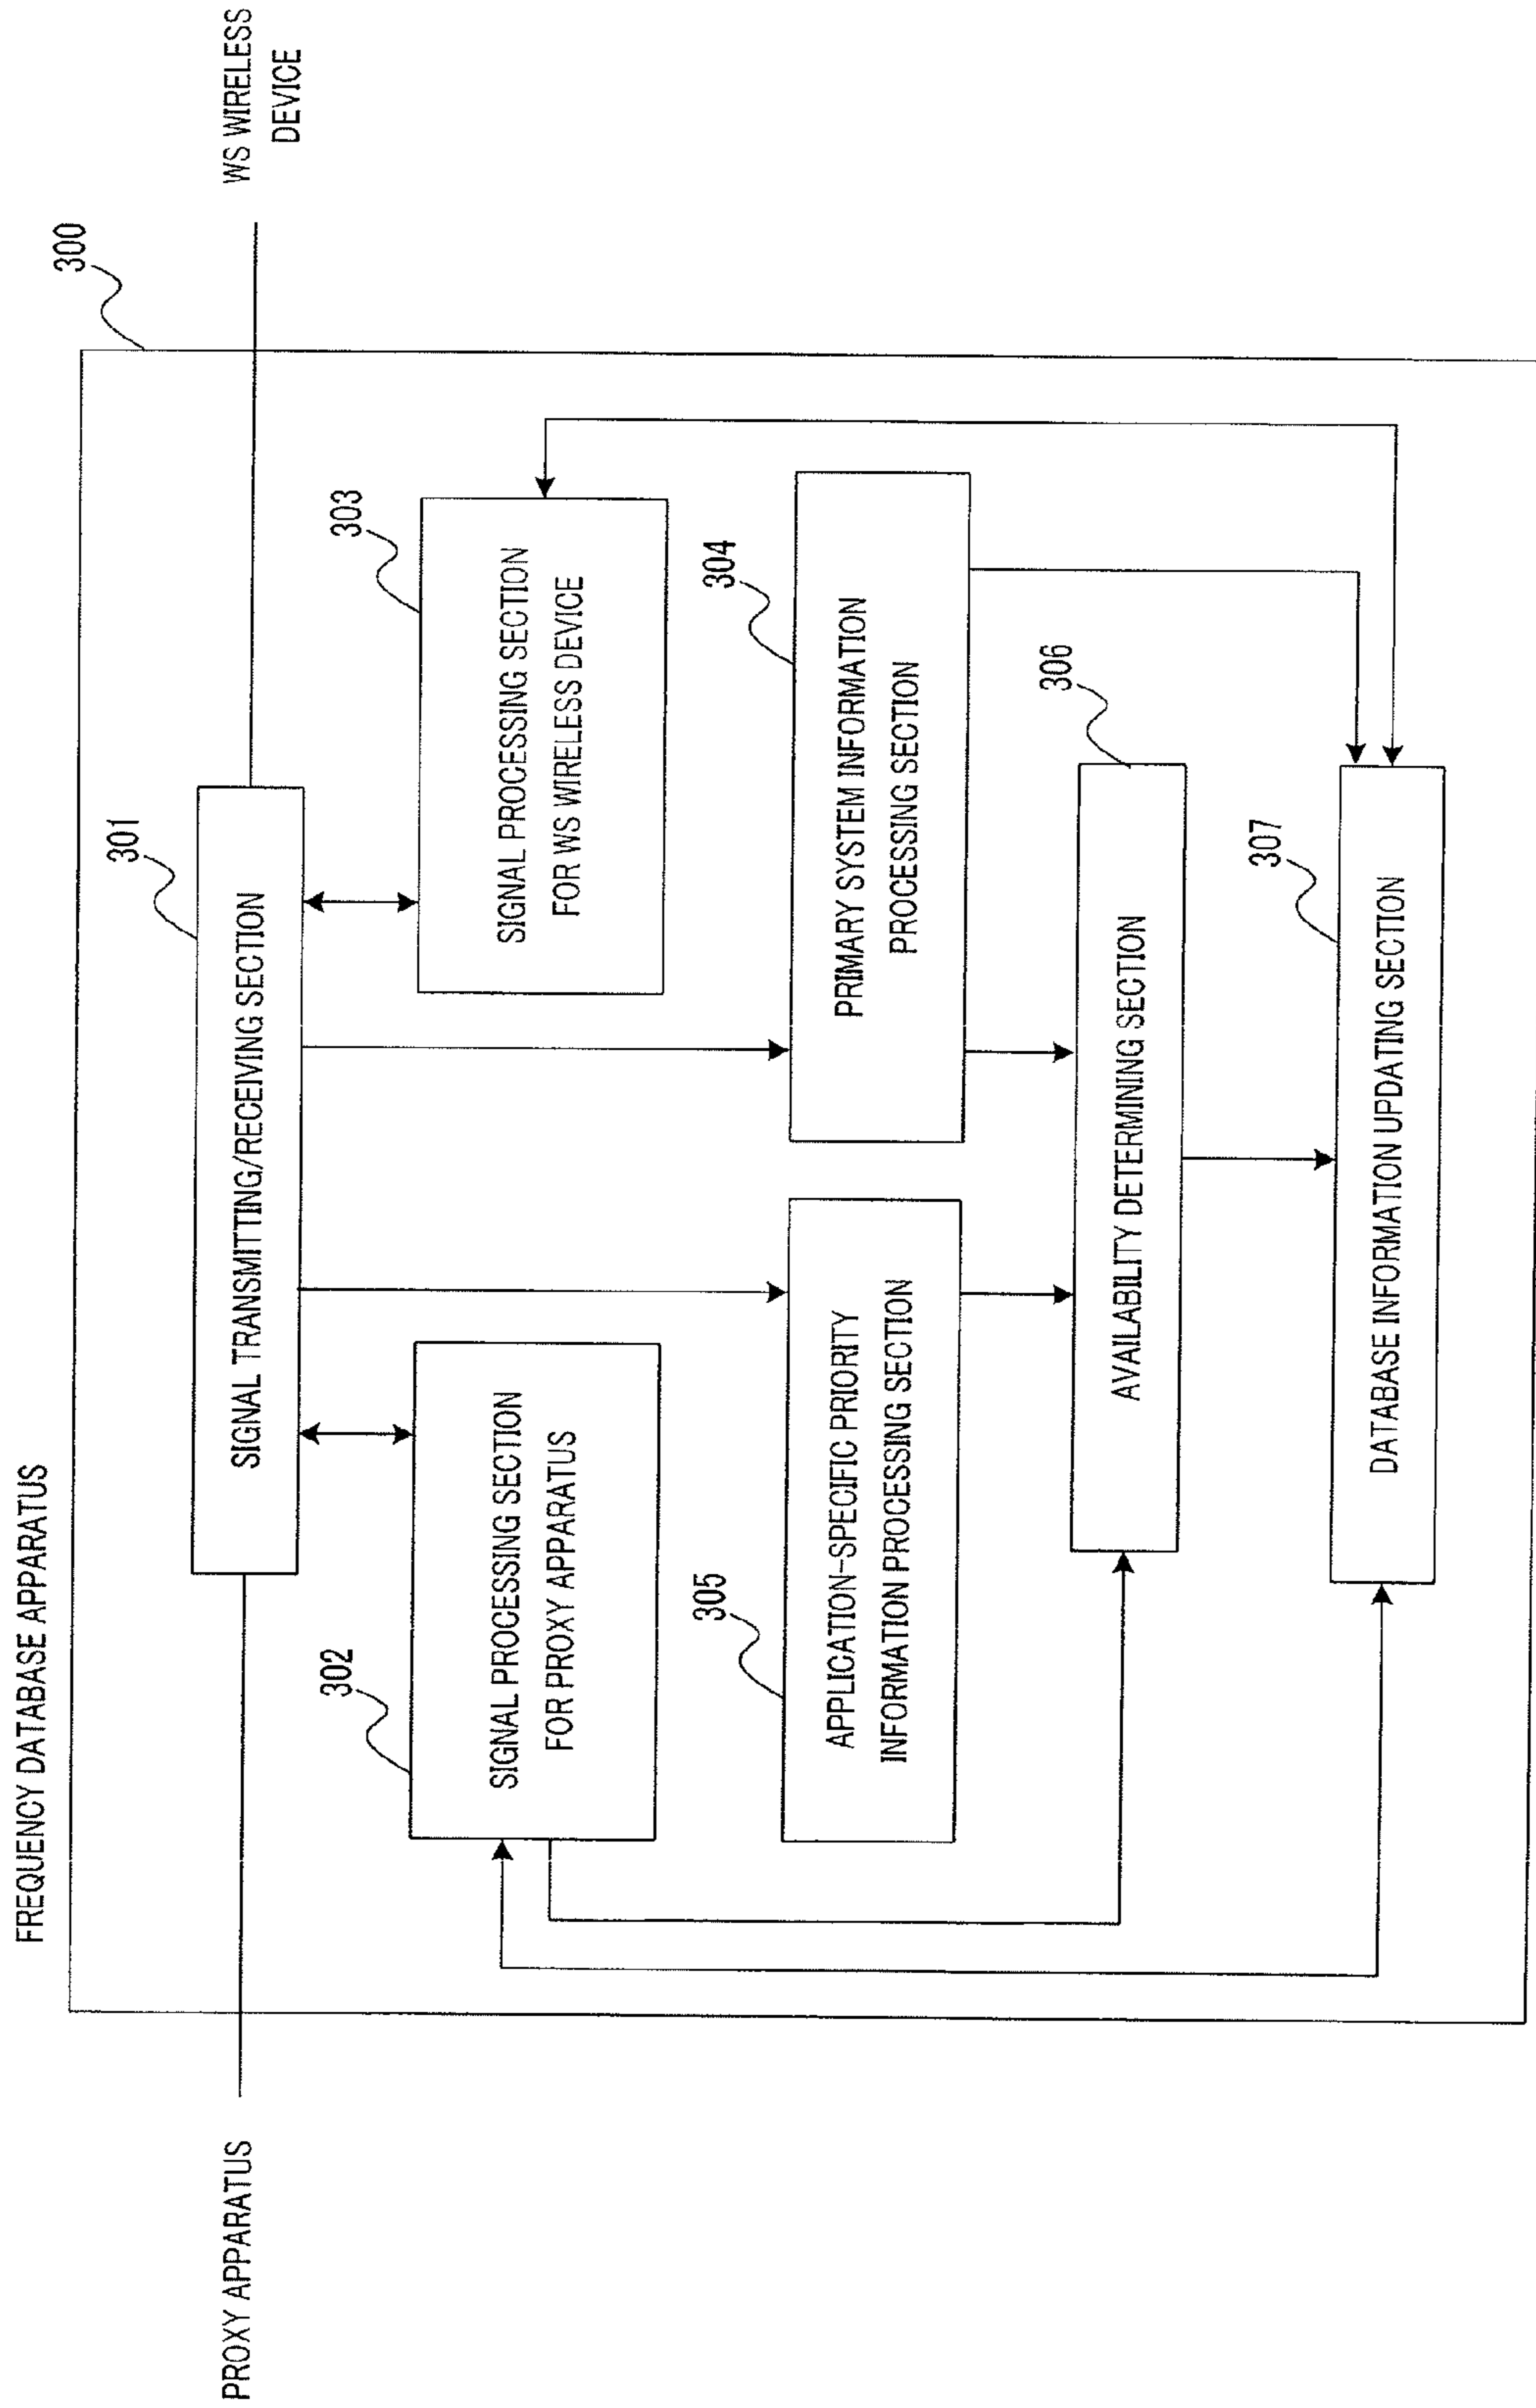 FREQUENCY DATABASE APPARATUS
300
PROXY APPARATUS
WS WIRELESS
DEVICE
301
SIGNAL TRANSMITTING/RECEIVING SECTION
302
SIGNAL PROCESSING SECTION
FOR PROXY APPARATUS
303
SIGNAL PROCESSING SECTION
FOR WS WIRELESS DEVICE
305
APPLICATION-SPECIFIC PRIORITY
INFORMATION PROCESSING SECTION
304
PRIMARY SYSTEM INFORMATION
PROCESSING SECTION
306
AVAILABILITY DETERMINING SECTION
307
DATABASE INFORMATION UPDATING SECTION